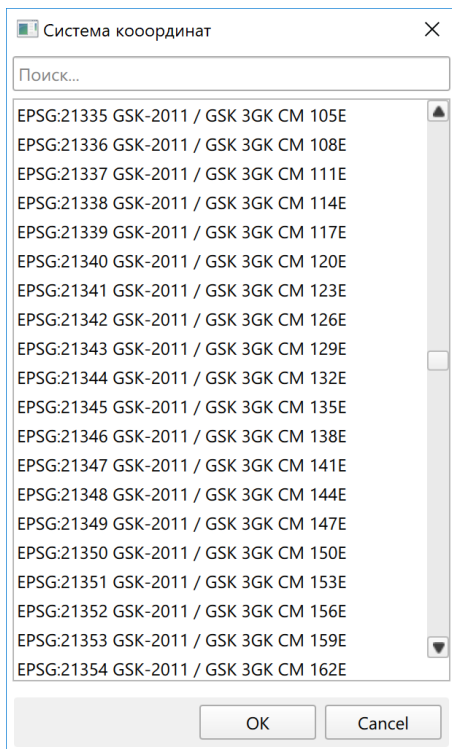 Система кооординат
Поиск...
EPSG:21335 GSK-2011 / GSK 3GK CM 105E
EPSG:21336 GSK-2011 / GSK 3GK CM 108E
EPSG:21337 GSK-2011 / GSK 3GK CM 111E
EPSG:21338 GSK-2011 / GSK 3GK CM 114E
EPSG:21339 GSK-2011 / GSK 3GK CM 117E
EPSG:21340 GSK-2011 / GSK 3GK CM 120E
EPSG:21341 GSK-2011 / GSK 3GK CM 123E
EPSG:21342 GSK-2011 / GSK 3GK CM 126E
EPSG:21343 GSK-2011 / GSK 3GK CM 129E
EPSG:21344 GSK-2011 / GSK 3GK CM 132E
EPSG:21345 GSK-2011 / GSK 3GK CM 135E
EPSG:21346 GSK-2011 / GSK 3GK CM 138E
EPSG:21347 GSK-2011 / GSK 3GK CM 141E
EPSG:21348 GSK-2011 / GSK 3GK CM 144E
EPSG:21349 GSK-2011 / GSK 3GK CM 147E
EPSG:21350 GSK-2011 / GSK 3GK CM 150E
EPSG:21351 GSK-2011 / GSK 3GK CM 153E
EPSG:21352 GSK-2011 / GSK 3GK CM 156E
EPSG:21353 GSK-2011 / GSK 3GK CM 159E
EPSG:21354 GSK-2011 / GSK 3GK CM 162E
OK Cancel